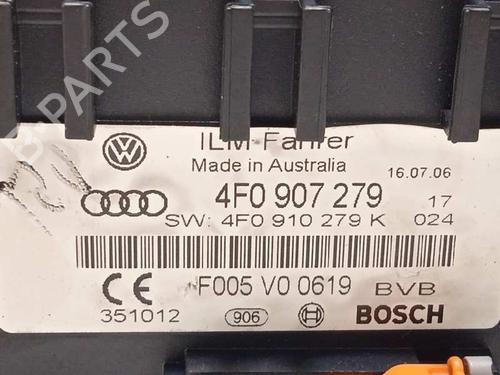 B-PARTS
ILM-Fahrer
Made in Australia
16.07.06
4F0 907 279
17
SW: 4F0 910 279 K
024
F005 V0 0619
BVB
CE
351012
906
BOSCH